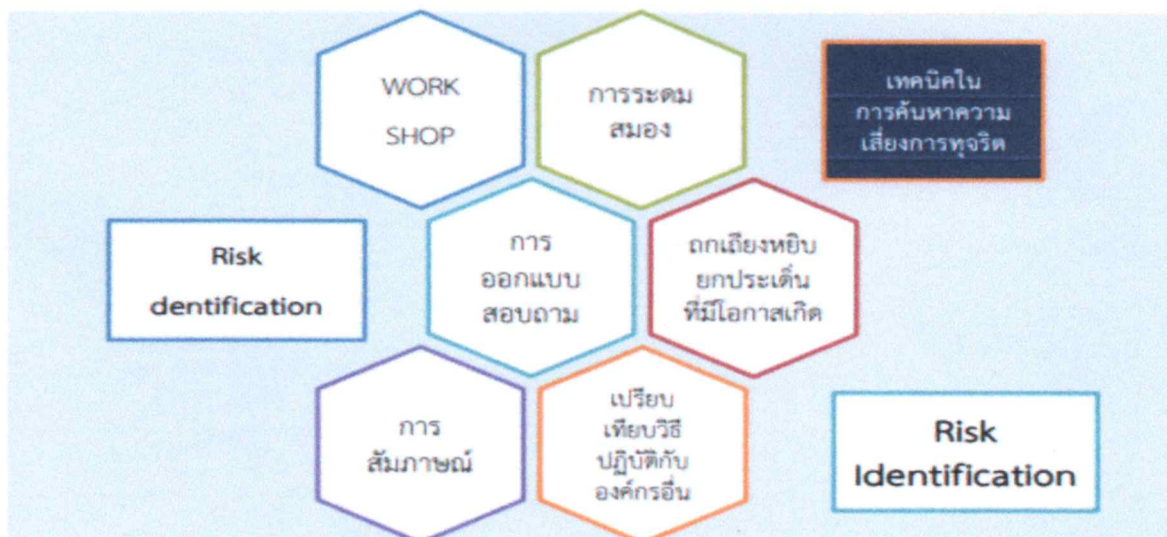 WORK
SHOP
การระดม
สมอง
เทคนิคใน
การค้นหาความ
เสี่ยงการทุจริต
Risk
dentification
การ
ออกแบบ
สอบถาม
ถกเถียงหยิบ
ยกประเด็น
ที่มีโอกาสเกิด
การ
สัมภาษณ์
เปรียบ
เทียบวิธี
ปฏิบัติกับ
องค์กรอื่น
Risk
Identification